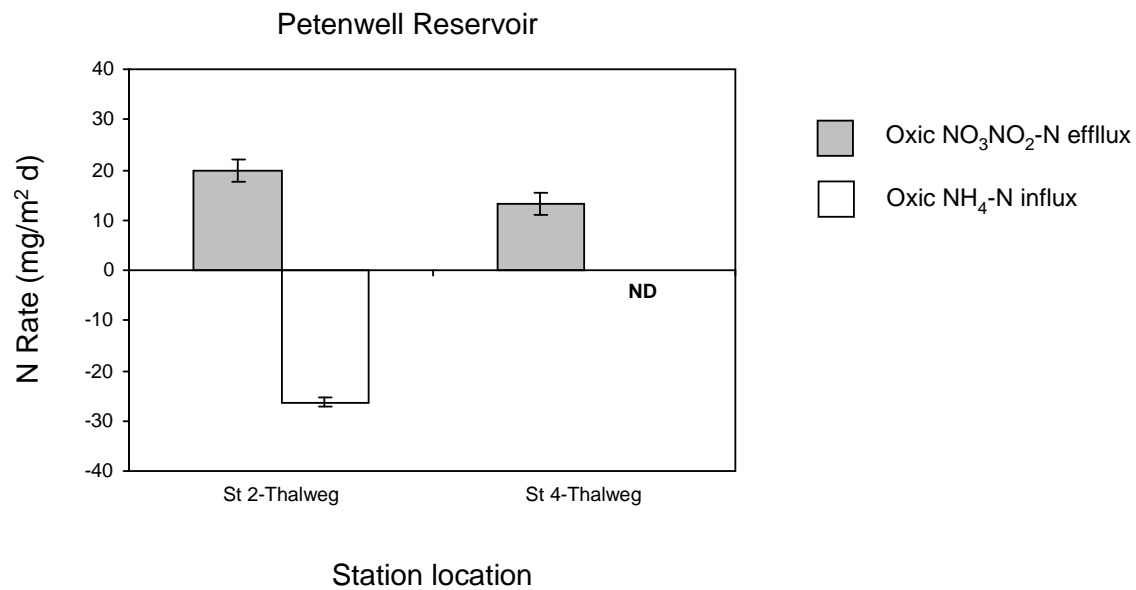 Petenwell Reservoir
N Rate (mg/m² d)
40
30
20
10
0
-10
-20
-30
-40
ND
St 2-Thalweg
St 4-Thalweg
Station location
Oxic NO₃NO₂-N effllux
Oxic NH₄-N influx